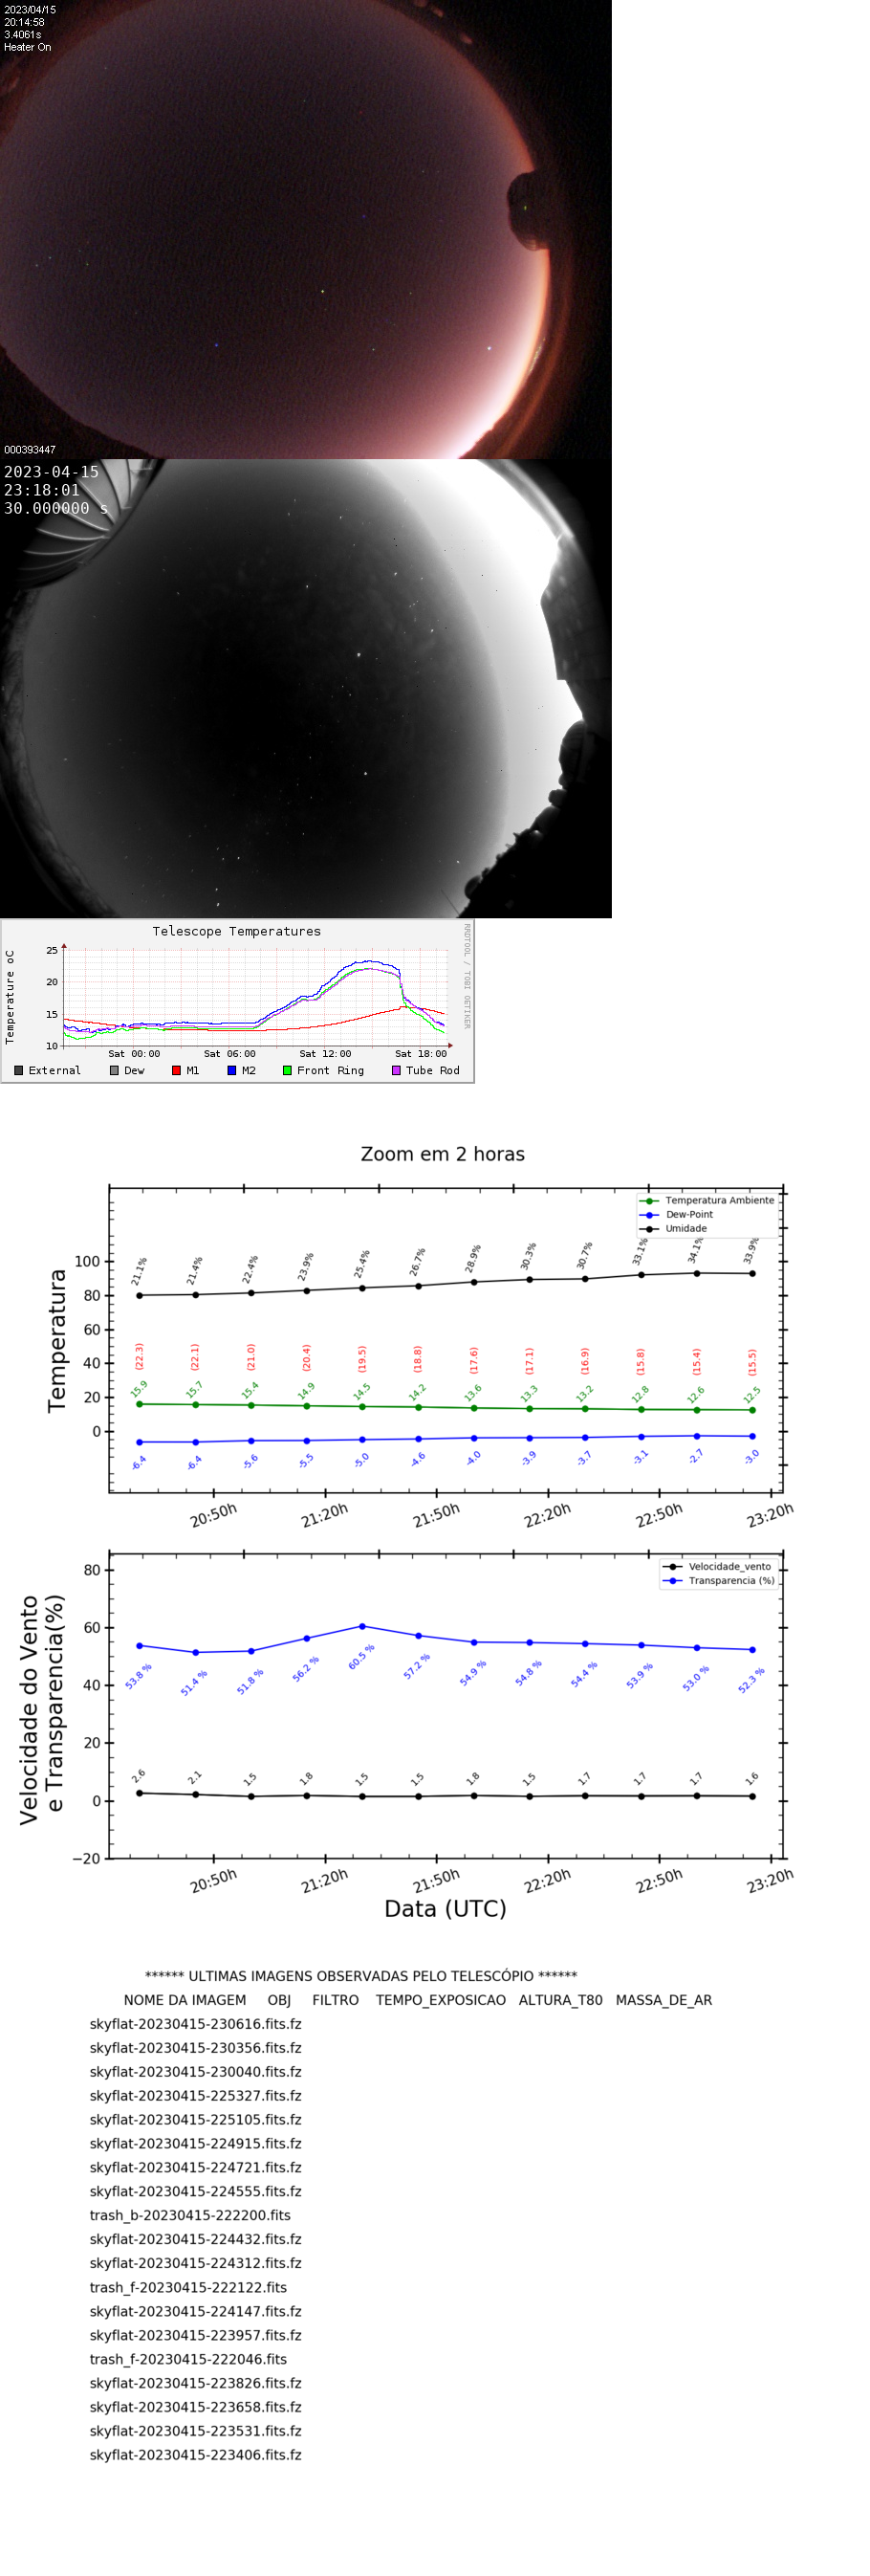 2023/04/15
20:14:58
3.4061s
Heater On
000393447
2023-04-15
23:18:01
30.000000 s
Telescope Temperatures
RRDTOOL / TOBI OETIKER
Temperature oC
25
20
15
10
Sat 00:00 Sat 06:00 Sat 12:00 Sat 18:00
External Dew M1 M2 Front Ring Tube Rod
Zoom em 2 horas
Temperatura Ambiente
Dew-Point
Umidade
Temperatura
100
80
60
40
20
0
21.1% 21.4% 22.4% 23.9% 25.4% 26.7% 28.9% 30.3% 30.7% 33.1% 34.1% 33.9%
(22.3) (22.1) (21.0) (20.4) (19.5) (18.8) (17.6) (17.1) (16.9) (15.8) (15.4) (15.5)
15.9 15.7 15.4 14.9 14.5 14.2 13.6 13.3 13.2 12.8 12.6 12.5
-6.4 -6.4 -5.6 -5.5 -5.0 -4.6 -4.0 -3.9 -3.7 -3.1 -2.7 -3.0
20:50h 21:20h 21:50h 22:20h 22:50h 23:20h
Velocidade_vento
Transparencia (%)
Velocidade do Vento
e Transparencia(%)
80
60
40
20
0
−20
53.8 % 51.4 % 51.8 % 56.2 % 60.5 % 57.2 % 54.9 % 54.8 % 54.4 % 53.9 % 53.0 % 52.3 %
2.6 2.1 1.5 1.8 1.5 1.5 1.8 1.5 1.7 1.7 1.7 1.6
20:50h 21:20h 21:50h 22:20h 22:50h 23:20h
Data (UTC)
****** ULTIMAS IMAGENS OBSERVADAS PELO TELESCÓPIO ******
NOME DA IMAGEM OBJ FILTRO TEMPO_EXPOSICAO ALTURA_T80 MASSA_DE_AR
skyflat-20230415-230616.fits.fz
skyflat-20230415-230356.fits.fz
skyflat-20230415-230040.fits.fz
skyflat-20230415-225327.fits.fz
skyflat-20230415-225105.fits.fz
skyflat-20230415-224915.fits.fz
skyflat-20230415-224721.fits.fz
skyflat-20230415-224555.fits.fz
trash_b-20230415-222200.fits
skyflat-20230415-224432.fits.fz
skyflat-20230415-224312.fits.fz
trash_f-20230415-222122.fits
skyflat-20230415-224147.fits.fz
skyflat-20230415-223957.fits.fz
trash_f-20230415-222046.fits
skyflat-20230415-223826.fits.fz
skyflat-20230415-223658.fits.fz
skyflat-20230415-223531.fits.fz
skyflat-20230415-223406.fits.fz